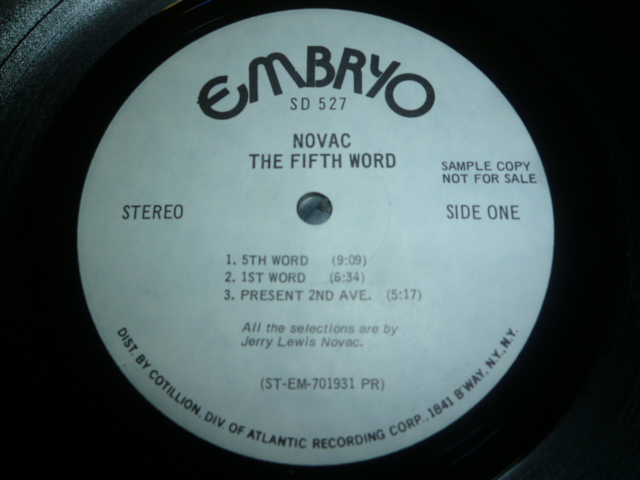 EMBRYO
SD 527
NOVAC
THE FIFTH WORD
SAMPLE COPY
NOT FOR SALE
STEREO
SIDE ONE
1. 5TH WORD (9:09)
2. 1ST WORD (6:34)
3. PRESENT 2ND AVE. (5:17)
All the selections are by
Jerry Lewis Novac.
(ST-EM-701931 PR)
DIST. BY COTILLION, DIV. OF ATLANTIC RECORDING CORP., 1841 B'WAY, N.Y., N.Y.